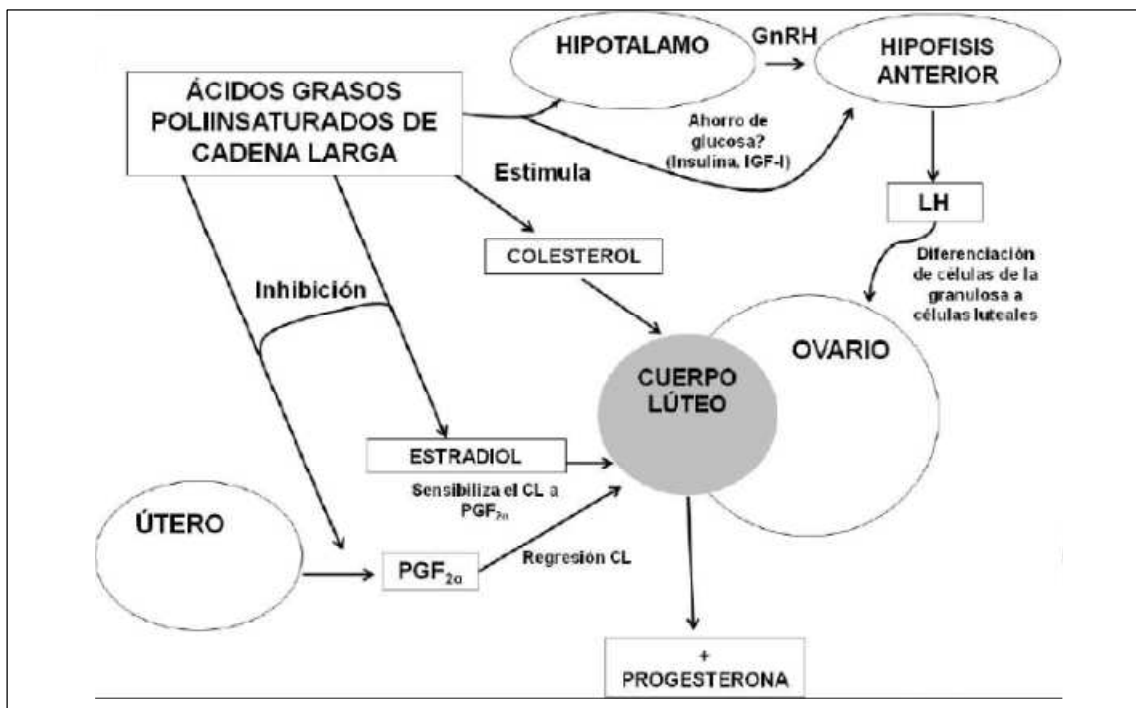 HIPOTALAMO
GnRH
HIPOFISIS
ANTERIOR
ÁCIDOS GRASOS
POLIINSATURADOS DE
CADENA LARGA
Ahorro de
glucosa?
(Insulina, IGF-I)
Estimula
LH
COLESTEROL
Diferenciación
de células de la
granulosa a
células luteales
Inhibición
OVARIO
CUERPO
LÚTEO
ESTRADIOL
Sensibiliza el CL a
PGF2α
ÚTERO
PGF2α
Regresión CL
+
PROGESTERONA